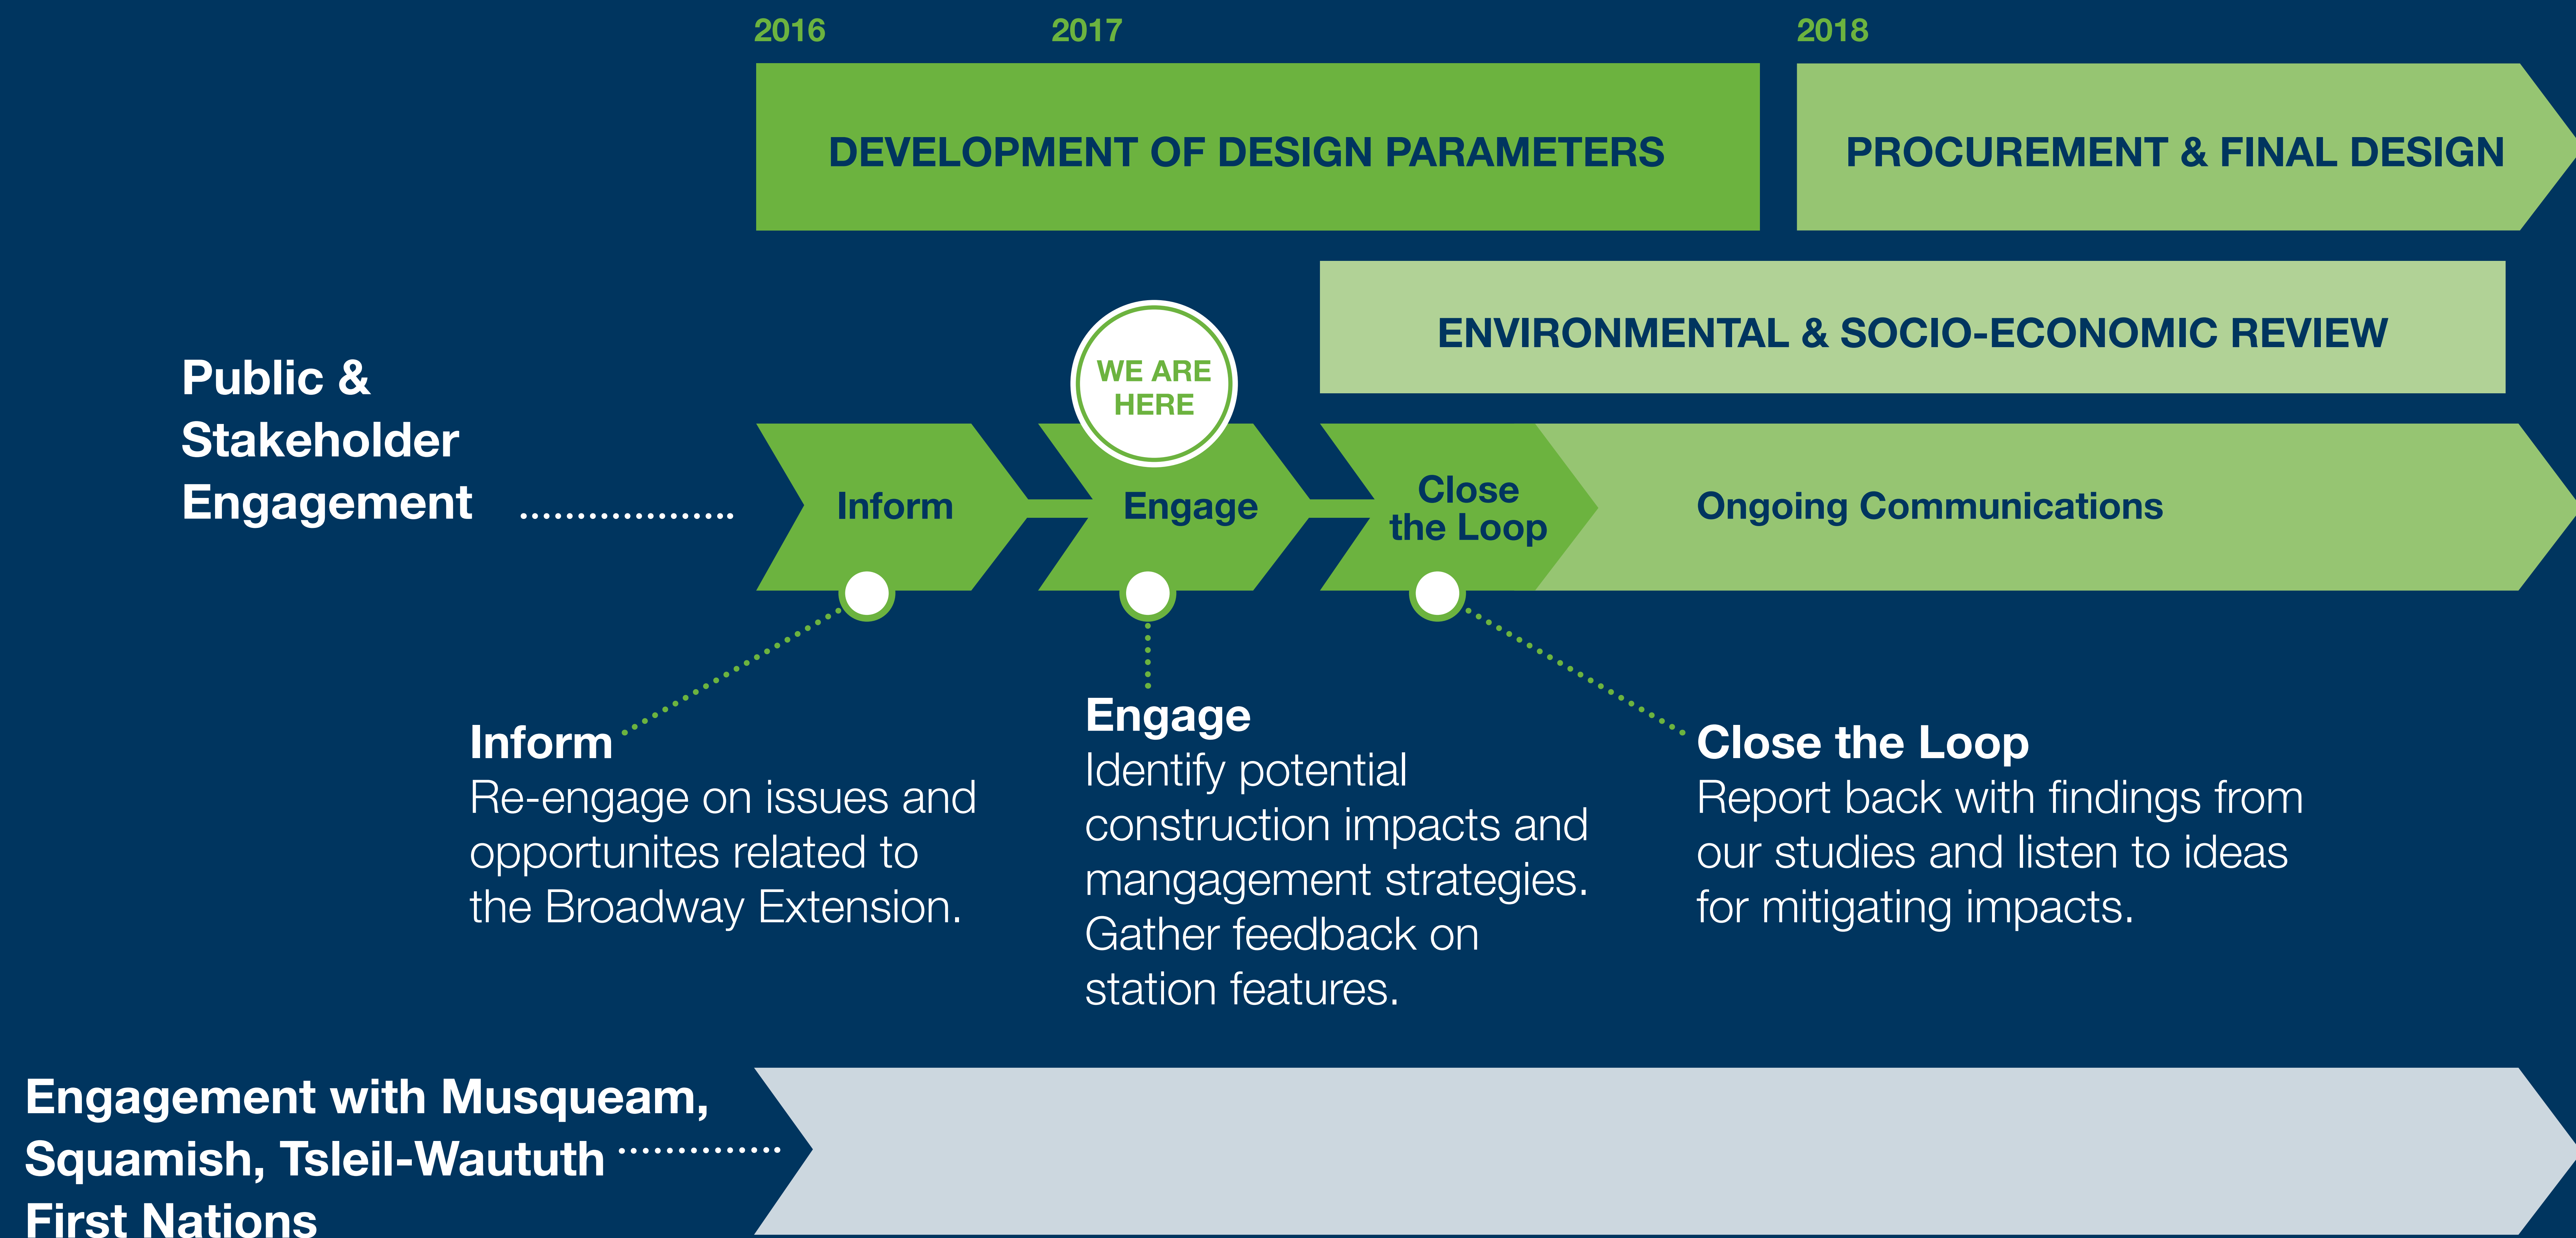 2016
2017
2018
DEVELOPMENT OF DESIGN PARAMETERS
PROCUREMENT & FINAL DESIGN
ENVIRONMENTAL & SOCIO-ECONOMIC REVIEW
WE ARE
HERE
Public &
Stakeholder
Engagement
Inform
Engage
Close
the Loop
Ongoing Communications
Inform
Re-engage on issues and
opportunites related to
the Broadway Extension.
Engage
Identify potential
construction impacts and
mangagement strategies.
Gather feedback on
station features.
Close the Loop
Report back with findings from
our studies and listen to ideas
for mitigating impacts.
Engagement with Musqueam,
Squamish, Tsleil-Waututh
First Nations